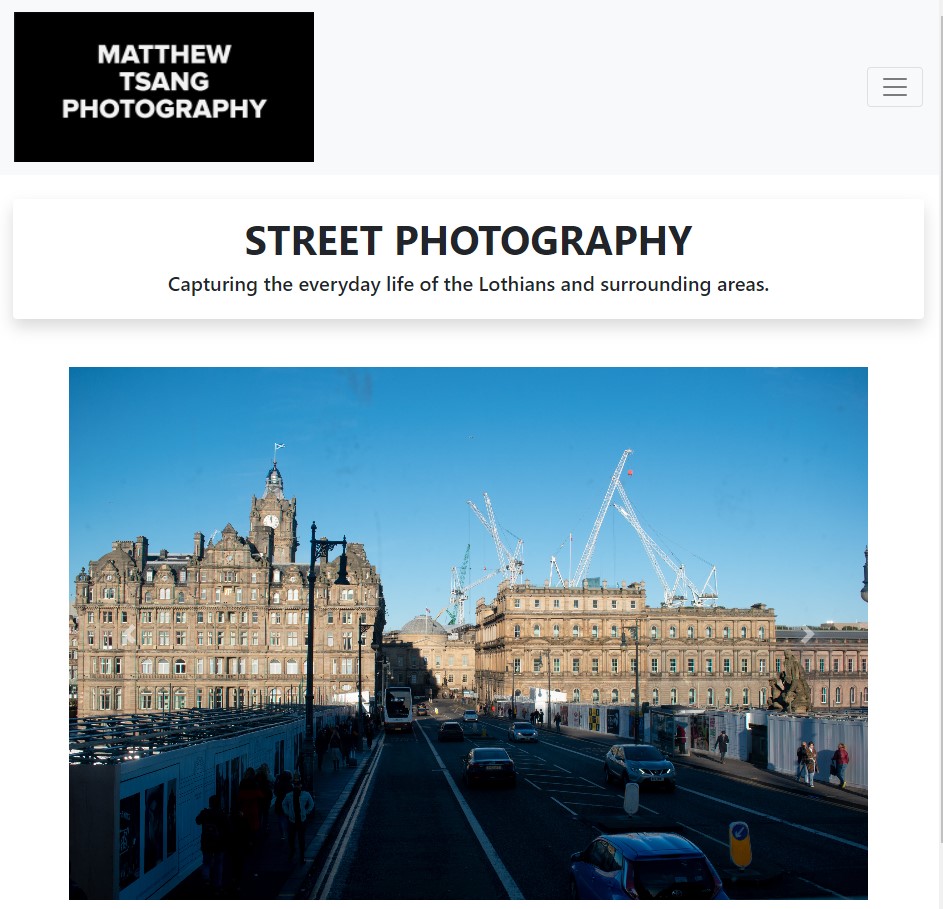 MATTHEW
TSANG
PHOTOGRAPHY
STREET PHOTOGRAPHY
Capturing the everyday life of the Lothians and surrounding areas.